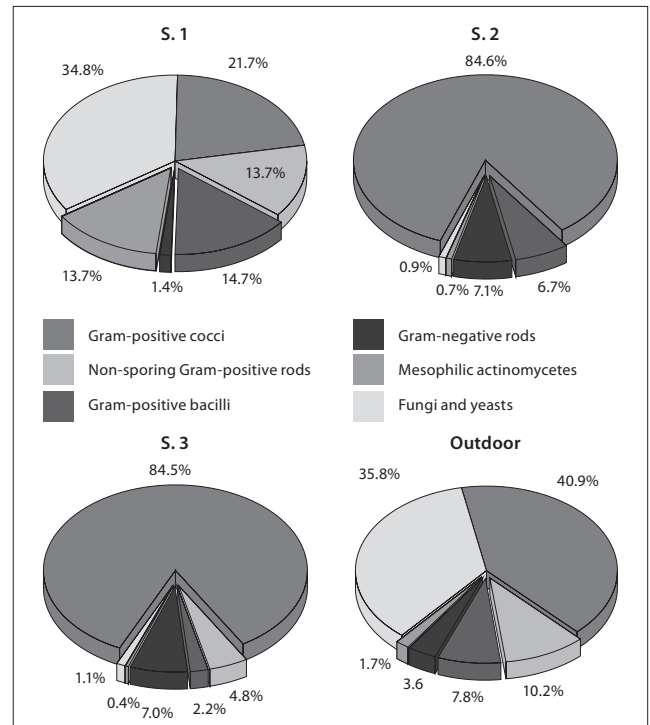 S. 1
S. 2
34.8%
21.7%
84.6%
13.7%
13.7%
1.4%
14.7%
0.9%
0.7%
7.1%
6.7%
Gram-positive cocci
Gram-negative rods
Non-sporing Gram-positive rods
Mesophilic actinomycetes
Gram-positive bacilli
Fungi and yeasts
S. 3
Outdoor
84.5%
35.8%
40.9%
1.1%
0.4%
7.0%
2.2%
4.8%
1.7%
3.6
7.8%
10.2%